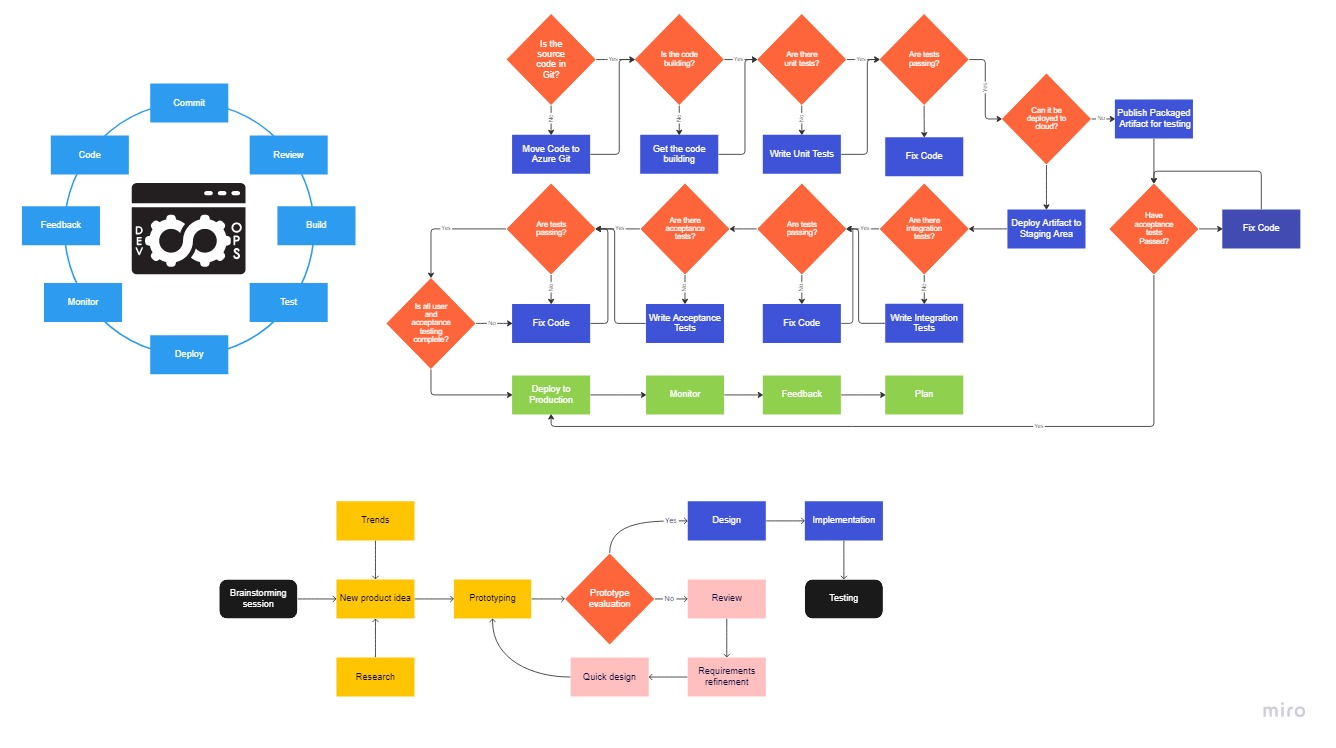 Commit
Code
Review
Feedback
Build
DEV
OPS
Monitor
Test
Deploy
Is the
source
code in
Git?
Yes
No
Move Code to
Azure Git
Is the code
building?
Yes
No
Get the code
building
Are there
unit tests?
Yes
No
Write Unit Tests
Are tests
passing?
Yes
Fix Code
Can it be
deployed to
cloud?
No
Publish Packaged
Artifact for testing
Deploy Artifact to
Staging Area
Have
acceptance
tests
Passed?
Fix Code
Are there
integration
tests?
Yes
No
Write Integration
Tests
Are tests
passing?
No
Fix Code
Are there
acceptance
tests?
Yes
No
Write Acceptance
Tests
Are tests
passing?
Yes
No
Fix Code
Is all user
and
acceptance
testing
complete?
No
Deploy to
Production
Monitor
Feedback
Plan
Yes
Trends
Brainstorming
session
New product idea
Research
Prototyping
Prototype
evaluation
Yes
Design
Implementation
Testing
No
Review
Requirements
refinement
Quick design
miro